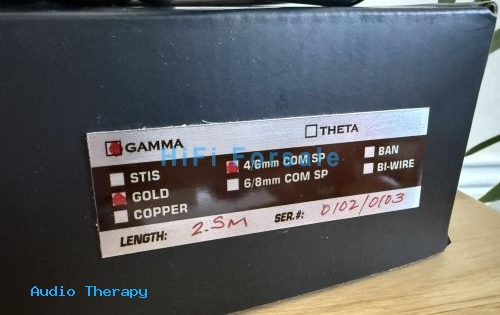 GAMMA THETA
HiFi Forsale
STIS 4/6mm COM SP BAN
GOLD 6/8mm COM SP BI-WIRE
COPPER
LENGTH: 2.5M SER.#: 0102/0103
Audio Therapy